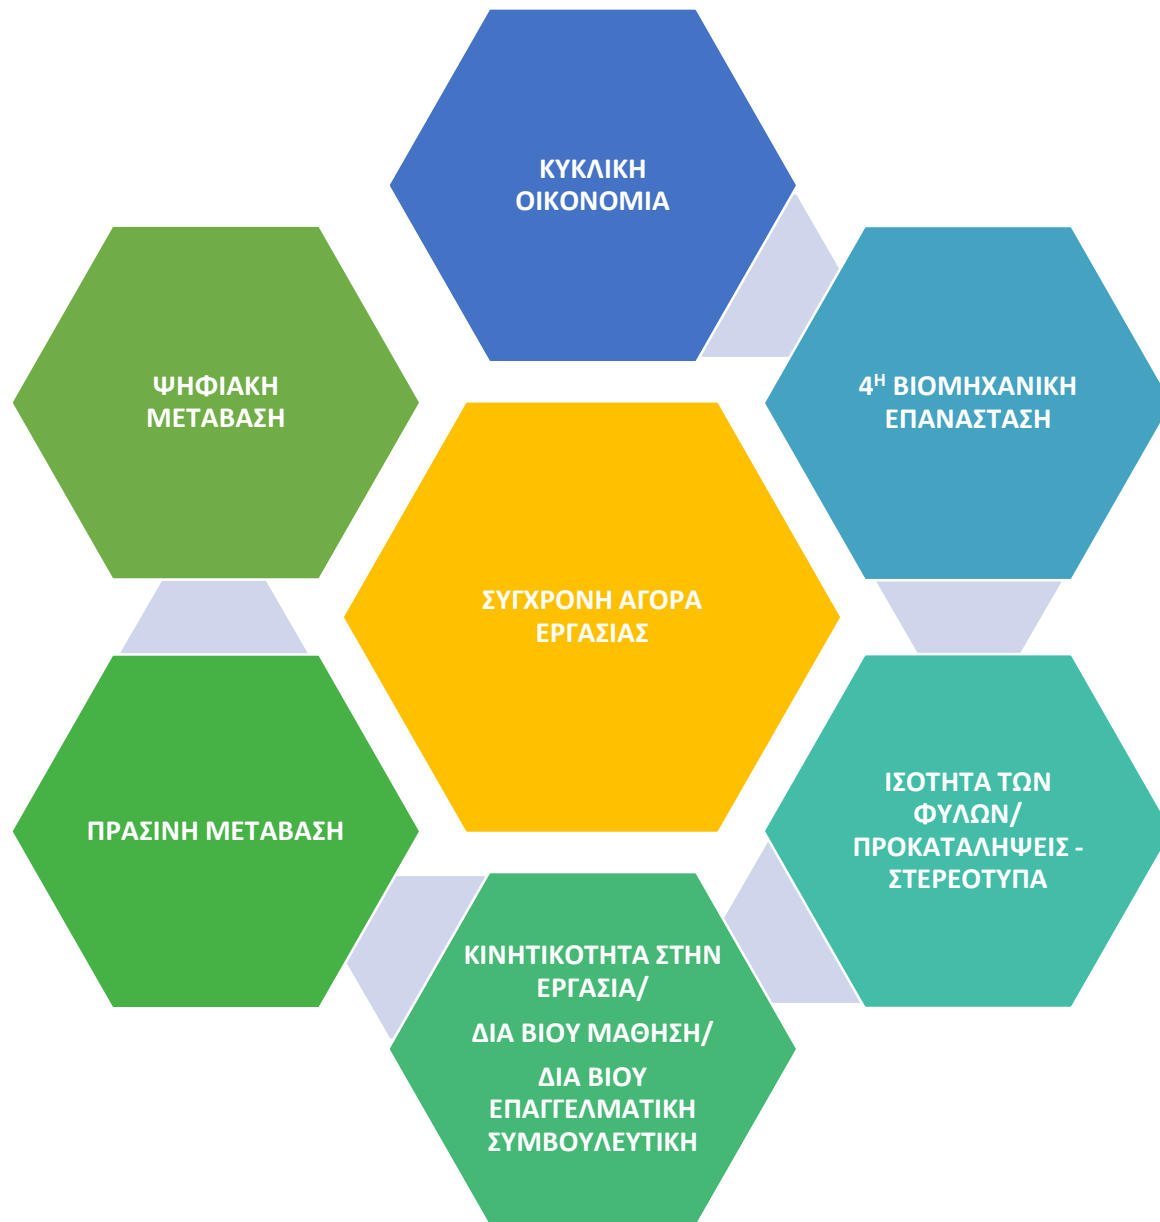 ΚΥΚΛΙΚΗ
ΟΙΚΟΝΟΜΙΑ
4Η ΒΙΟΜΗΧΑΝΙΚΗ
ΕΠΑΝΑΣΤΑΣΗ
ΙΣΟΤΗΤΑ ΤΩΝ
ΦΥΛΩΝ/
ΠΡΟΚΑΤΑΛΗΨΕΙΣ -
ΣΤΕΡΕΟΤΥΠΑ
ΚΙΝΗΤΙΚΟΤΗΤΑ ΣΤΗΝ
ΕΡΓΑΣΙΑ/
ΔΙΑ ΒΙΟΥ ΜΑΘΗΣΗ/
ΔΙΑ ΒΙΟΥ
ΕΠΑΓΓΕΛΜΑΤΙΚΗ
ΣΥΜΒΟΥΛΕΥΤΙΚΗ
ΠΡΑΣΙΝΗ ΜΕΤΑΒΑΣΗ
ΨΗΦΙΑΚΗ
ΜΕΤΑΒΑΣΗ
ΣΥΓΧΡΟΝΗ ΑΓΟΡΑ
ΕΡΓΑΣΙΑΣ